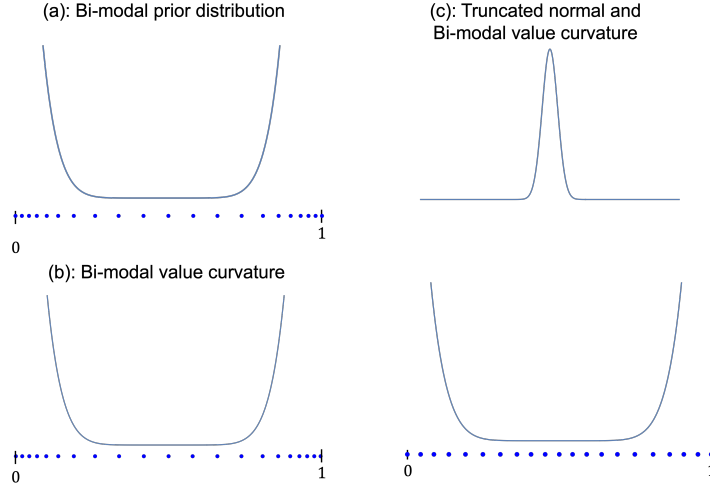 (a): Bi-modal prior distribution
0
1
(b): Bi-modal value curvature
0
1
(c): Truncated normal and
Bi-modal value curvature
0
1